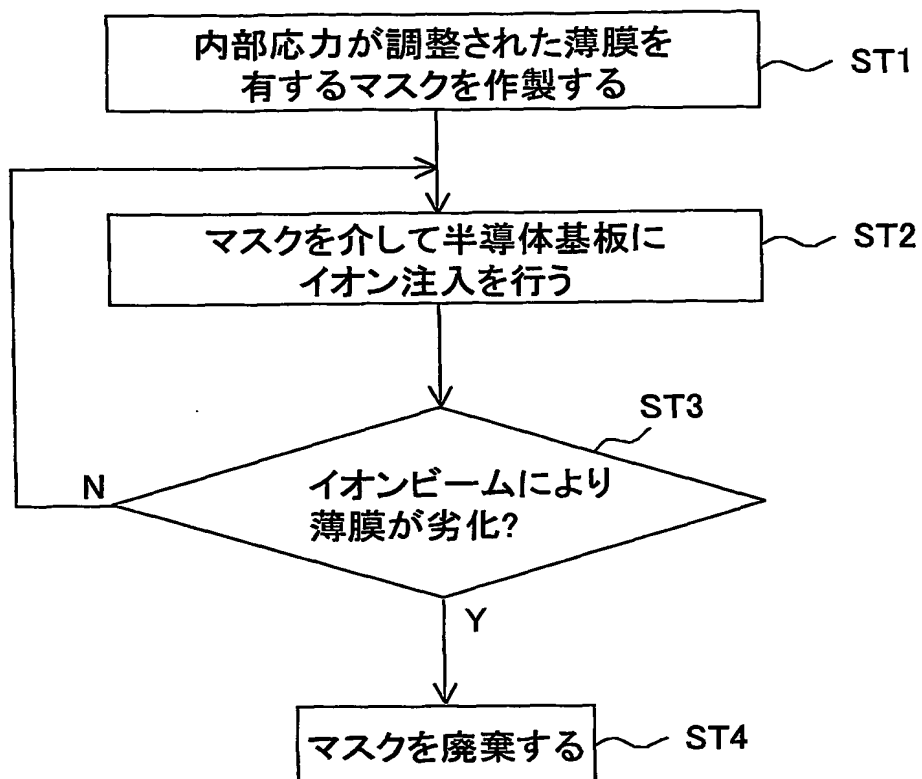 内部応力が調整された薄膜を
有するマスクを作製する
ST1
マスクを介して半導体基板に
イオン注入を行う
ST2
ST3
イオンビームにより
薄膜が劣化?
N
Y
マスクを廃棄する
ST4